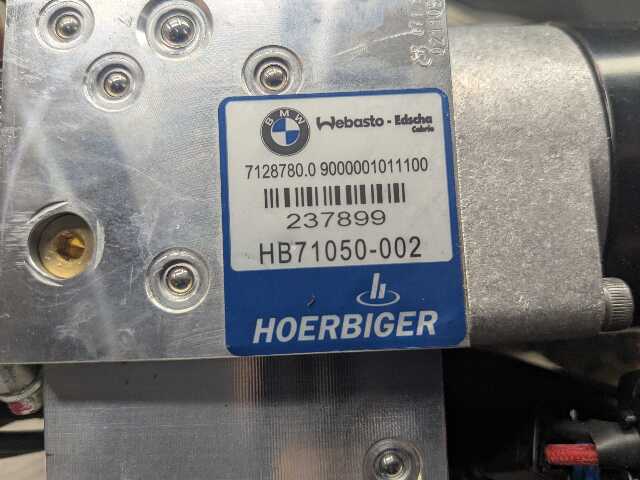 BMW
Webasto - Edscha
Cabrio
7128780.0 9000001011100
237899
HB71050-002
HOERBIGER